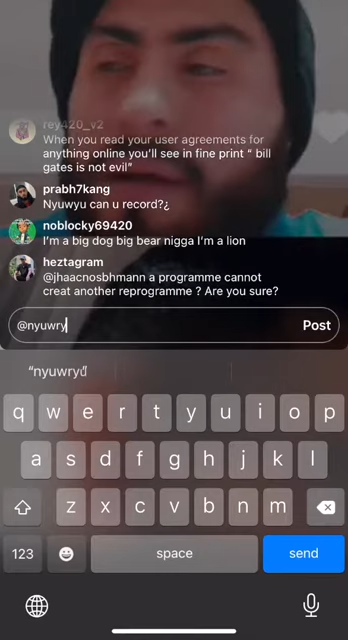 rey420_v2
When you read your user agreements for
anything online you'll see in fine print “ bill
gates is not evil”
prabh7kang
Nyuwyu can u record?¿
noblocky69420
I'm a big dog big bear nigga I'm a lion
heztagram
@jhaacnosbhmann a programme cannot
creat another reprogramme ? Are you sure?
@nyuwry Post
“nyuwry”
q w e r t y u i o p
a s d f g h j k l
z x c v b n m
123 space send